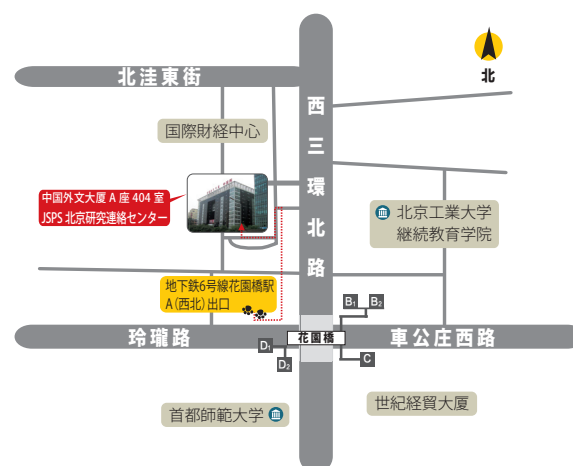 北
北洼東街
西三環北路
国際財経中心
中国外文大厦 A 座 404 室
JSPS 北京研究連絡センター
北京工業大学
継続教育学院
地下鉄6号線花園橋駅
A（西北）出口
B1 B2
玲瓏路
花園橋
車公庄西路
D1
D2
C
世紀経貿大厦
首都師範大学